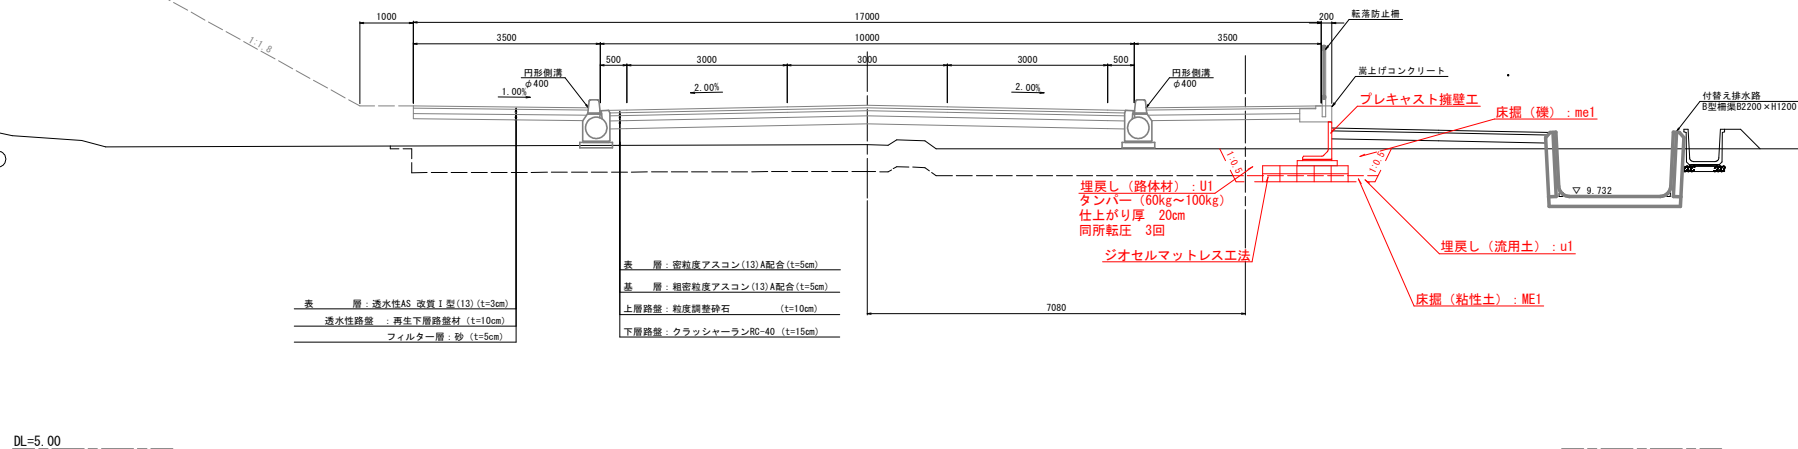 1000
17000
200
転落防止柵
3500
10000
3500
500
3000
3000
3000
500
1:1.8
円形側溝
φ400
1.00%
2.00%
2.00%
円形側溝
φ400
嵩上げコンクリート
プレキャスト擁壁工
床掘（礫）：me1
付替え排水路
B型柵渠B2200×H1200
1:0.5
1:0.5
埋戻し（路体材）：U1
タンパー（60kg～100kg）
仕上がり厚　20cm
同所転圧　3回
▽ 9.732
ジオセルマットレス工法
埋戻し（流用土）：u1
床掘（粘性土）：ME1
表　　層：密粒度アスコン(13)A配合(t=5cm)
基　　層：粗密粒度アスコン(13)A配合(t=5cm)
上層路盤：粒度調整砕石　　　(t=10cm)
下層路盤：クラッシャーランRC-40 (t=15cm)
表　　　　層：透水性AS 改質Ⅰ型(13)(t=3cm)
透水性路盤　：再生下層路盤材 (t=10cm)
フィルター層：砂 (t=5cm)
7080
DL=5.00